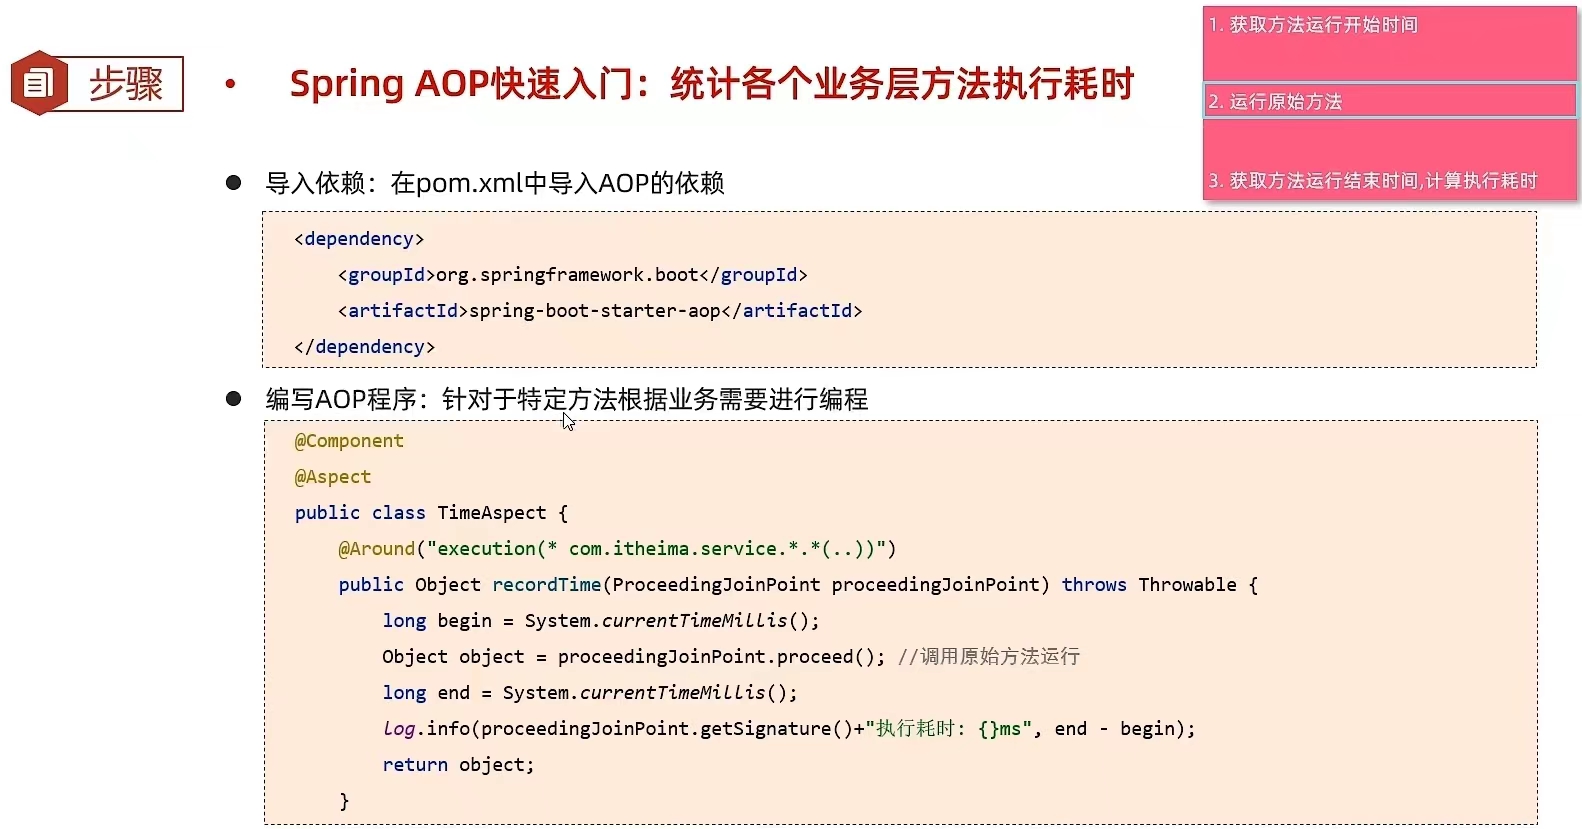 步骤
• Spring AOP快速入门：统计各个业务层方法执行耗时
1. 获取方法运行开始时间
2. 运行原始方法
3. 获取方法运行结束时间,计算执行耗时
● 导入依赖：在pom.xml中导入AOP的依赖
<dependency>
    <groupId>org.springframework.boot</groupId>
    <artifactId>spring-boot-starter-aop</artifactId>
</dependency>
● 编写AOP程序：针对于特定方法根据业务需要进行编程
@Component
@Aspect
public class TimeAspect {
    @Around("execution(* com.itheima.service.*.*(..))")
    public Object recordTime(ProceedingJoinPoint proceedingJoinPoint) throws Throwable {
        long begin = System.currentTimeMillis();
        Object object = proceedingJoinPoint.proceed(); //调用原始方法运行
        long end = System.currentTimeMillis();
        log.info(proceedingJoinPoint.getSignature()+"执行耗时: {}ms", end - begin);
        return object;
    }